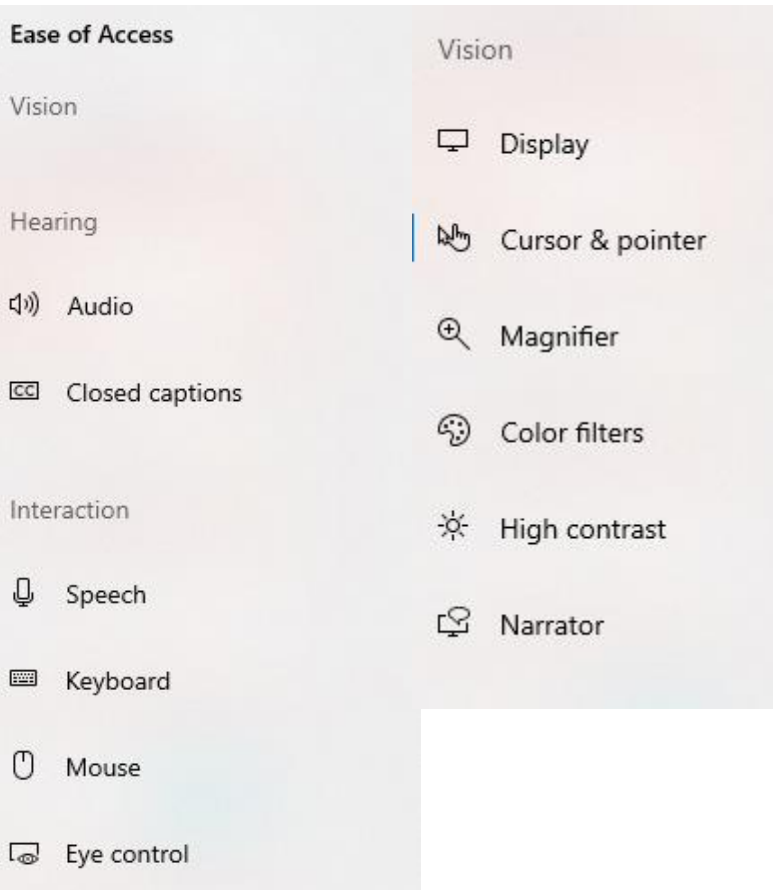 Ease of Access
Vision
Hearing
Audio
CC Closed captions
Interaction
Speech
Keyboard
Mouse
Eye control
Vision
Display
Cursor & pointer
Magnifier
Color filters
High contrast
Narrator